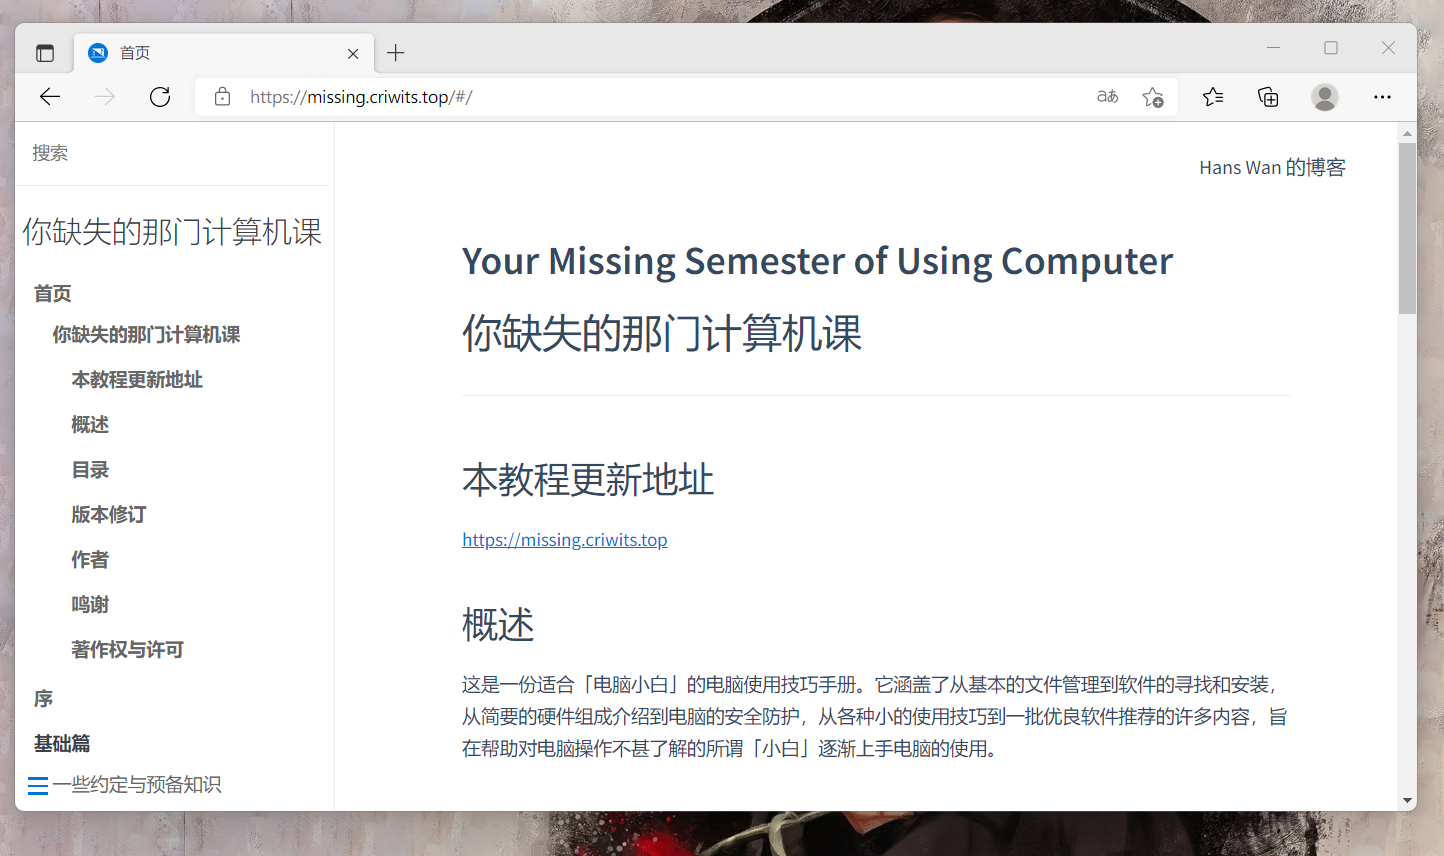 首页
https://missing.criwits.top/#/
aあ
搜索
你缺失的那门计算机课
首页
你缺失的那门计算机课
本教程更新地址
概述
目录
版本修订
作者
鸣谢
著作权与许可
序
基础篇
一些约定与预备知识
Hans Wan 的博客
Your Missing Semester of Using Computer
你缺失的那门计算机课
本教程更新地址
https://missing.criwits.top
概述
这是一份适合「电脑小白」的电脑使用技巧手册。它涵盖了从基本的文件管理到软件的寻找和安装，
从简要的硬件组成介绍到电脑的安全防护，从各种小的使用技巧到一批优良软件推荐的许多内容，旨
在帮助对电脑操作不甚了解的所谓「小白」逐渐上手电脑的使用。